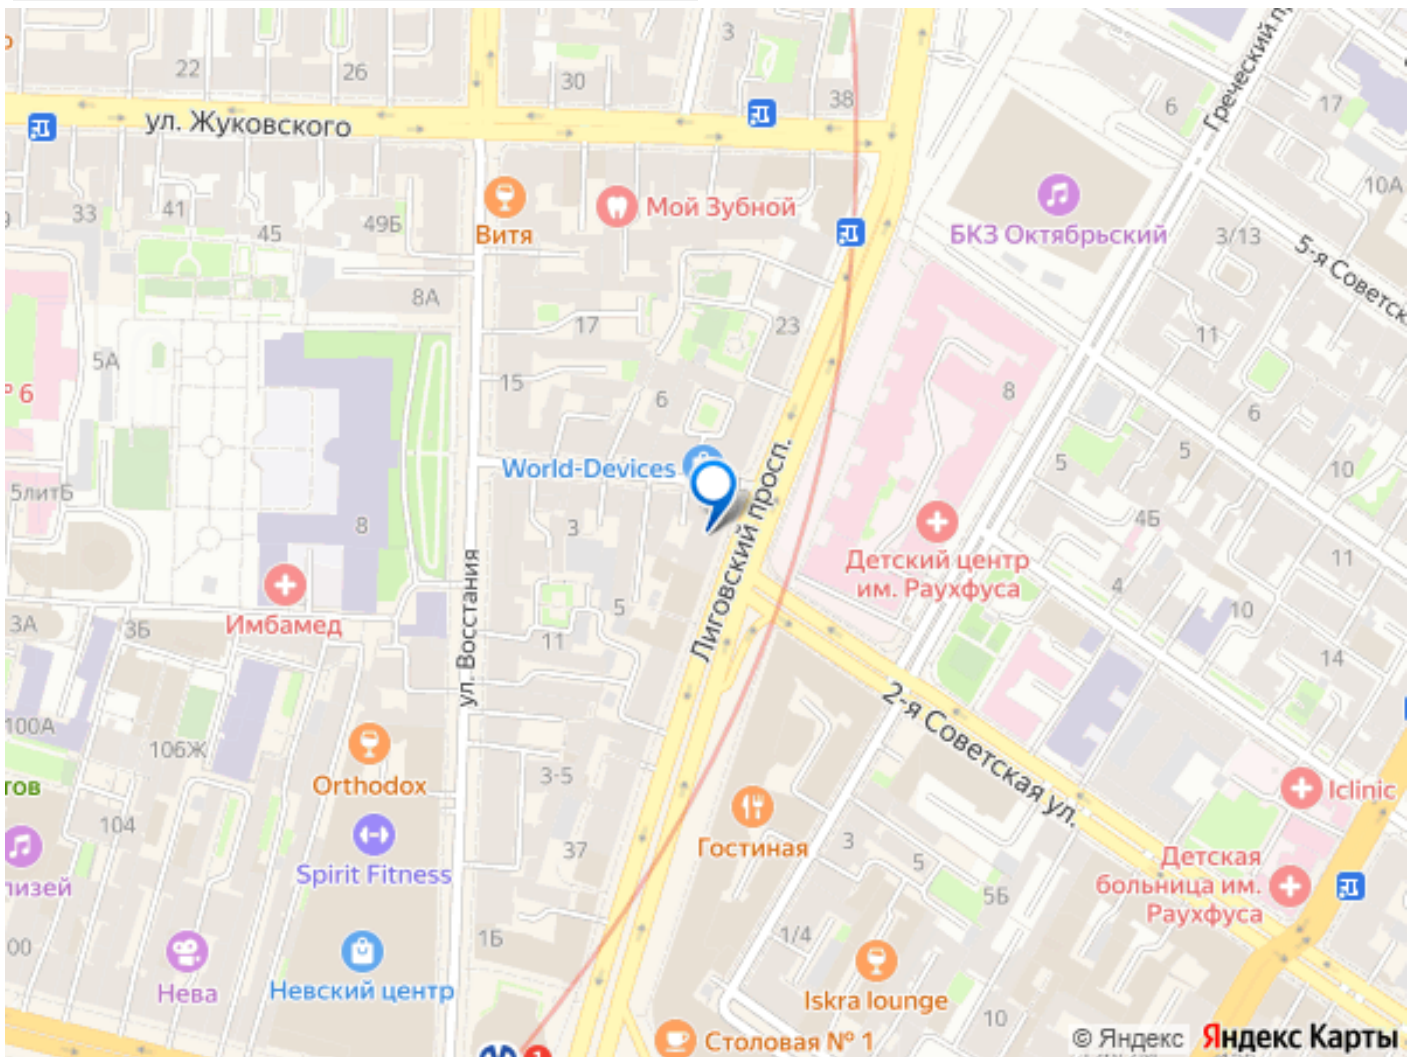 3
22
26
30
38
6
17
ул. Жуковского
Греческий
10А
33
41
45
49Б
Витя
Мой Зубной
БКЗ Октябрьский
3/13
5-я Советск
8А
17
23
11
5А
№ 6
15
6
8
6
World-Devices
Лиговский просп.
5
5
10
5литБ
8
3
4Б
11
Детский центр
им. Раухфуса
ул. Восстания
Имбамед
3А
3Б
5
11
4
10
14
100А
106Ж
2-я Советская ул.
Orthodox
тов
3-5
Iclinic
104
Spirit Fitness
37
Гостиная
3
5
5Б
Детская
больница им.
Раухфуса
лизей
00
1Б
1/4
Нева
Невский центр
Iskra lounge
10
Столовая № 1
© Яндекс
Яндекс Карты